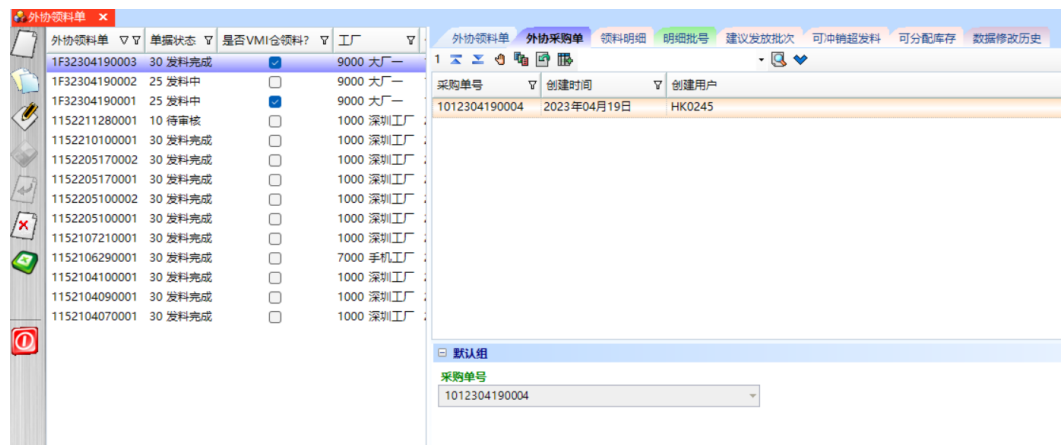 外协领料单 ×
外协领料单 单据状态 是否VMI仓领料? 工厂
1F32304190003 30 发料完成 9000 大厂一
1F32304190002 25 发料中 9000 大厂一
1F32304190001 25 发料中 9000 大厂一
1152211280001 10 待审核 1000 深圳工厂
1152210100001 30 发料完成 1000 深圳工厂
1152205170002 30 发料完成 1000 深圳工厂
1152205170001 30 发料完成 1000 深圳工厂
1152205100002 30 发料完成 1000 深圳工厂
1152205100001 30 发料完成 1000 深圳工厂
1152107210001 30 发料完成 1000 深圳工厂
1152106290001 30 发料完成 7000 手机工厂
1152104100001 30 发料完成 1000 深圳工厂
1152104090001 30 发料完成 1000 深圳工厂
1152104070001 30 发料完成 1000 深圳工厂
外协领料单 外协采购单 领料明细 明细批号 建议发放批次 可冲销超发料 可分配库存 数据修改历史
1
采购单号 创建时间 创建用户
1012304190004 2023年04月19日 HK0245
默认组
采购单号
1012304190004